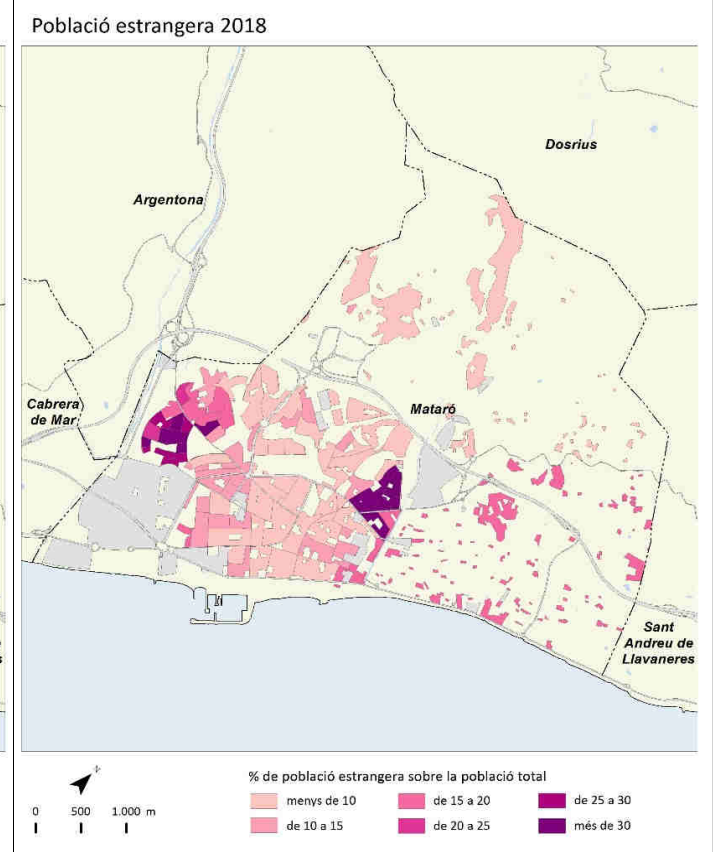 Població estrangera 2018
Dosrius
Argentona
Cabrera
de Mar
Mataró
Sant
Andreu de
Llavaneres
N
% de població estrangera sobre la població total
menys de 10
de 15 a 20
de 25 a 30
0 500 1.000 m
de 10 a 15
de 20 a 25
més de 30